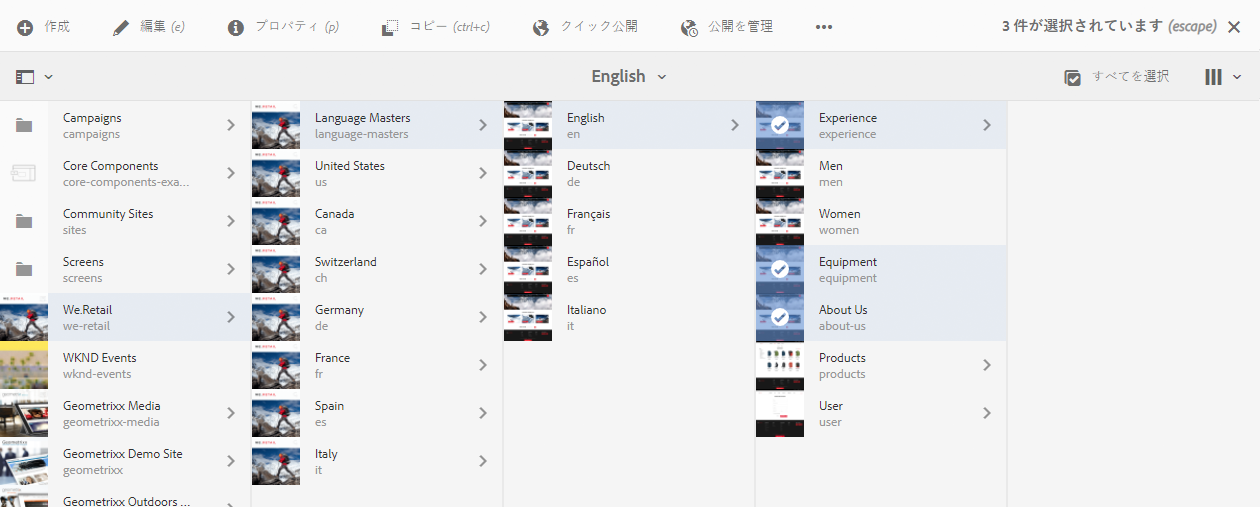 作成
編集 (e)
プロパティ (p)
コピー (ctrl+c)
クイック公開
公開を管理
3 件が選択されています (escape)
English
すべてを選択
Campaigns
campaigns
Core Components
core-components-exa...
Community Sites
sites
Screens
screens
We.Retail
we-retail
WKND Events
wknd-events
Geometrixx Media
geometrixx-media
Geometrixx Demo Site
geometrixx
Geometrixx Outdoors ...
Language Masters
language-masters
United States
us
Canada
ca
Switzerland
ch
Germany
de
France
fr
Spain
es
Italy
it
English
en
Deutsch
de
Français
fr
Español
es
Italiano
it
Experience
experience
Men
men
Women
women
Equipment
equipment
About Us
about-us
Products
products
User
user